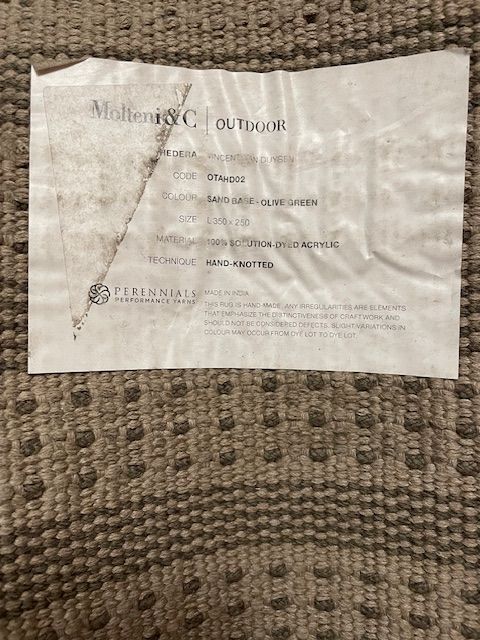 Molteni&C | OUTDOOR
HEDERA VINCENT VAN DUYSEN
CODE OTAHD02
COLOUR SAND BASE - OLIVE GREEN
SIZE L 350 x 250
MATERIAL 100% SOLUTION-DYED ACRYLIC
TECHNIQUE HAND-KNOTTED
PERENNIALS
PERFORMANCE YARNS
MADE IN INDIA
THIS RUG IS HAND-MADE. ANY IRREGULARITIES ARE ELEMENTS
THAT EMPHASIZE THE DISTINCTIVENESS OF CRAFTWORK AND
SHOULD NOT BE CONSIDERED DEFECTS. SLIGHT VARIATIONS IN
COLOUR MAY OCCUR FROM DYE LOT TO DYE LOT.